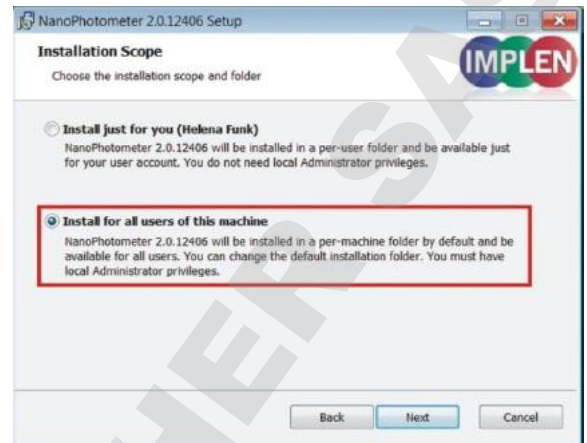 NanoPhotometer 2.0.12406 Setup
Installation Scope
Choose the installation scope and folder
IMPLEN
Install just for you (Helena Funk)
NanoPhotometer 2.0.12406 will be installed in a per-user folder and be available just
for your user account. You do not need local Administrator privileges.
Install for all users of this machine
NanoPhotometer 2.0.12406 will be installed in a per-machine folder by default and be
available for all users. You can change the default installation folder. You must have
local Administrator privileges.
Back Next Cancel